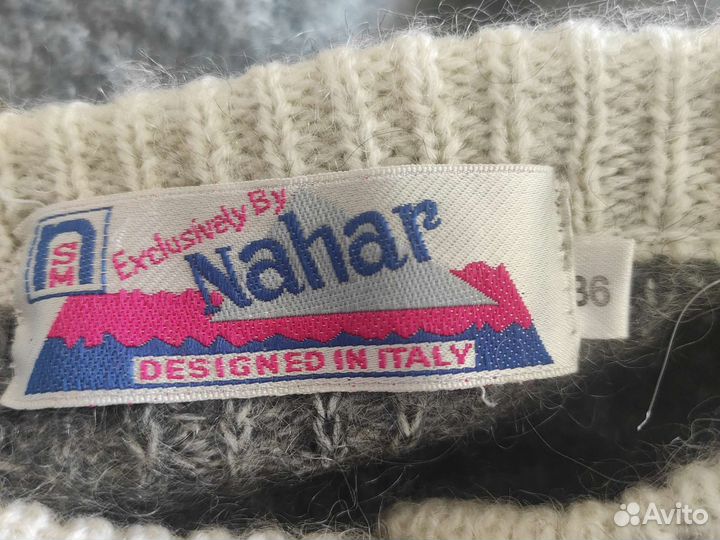 n
SM
Exclusively By
Nahar
DESIGNED IN ITALY
36
Avito